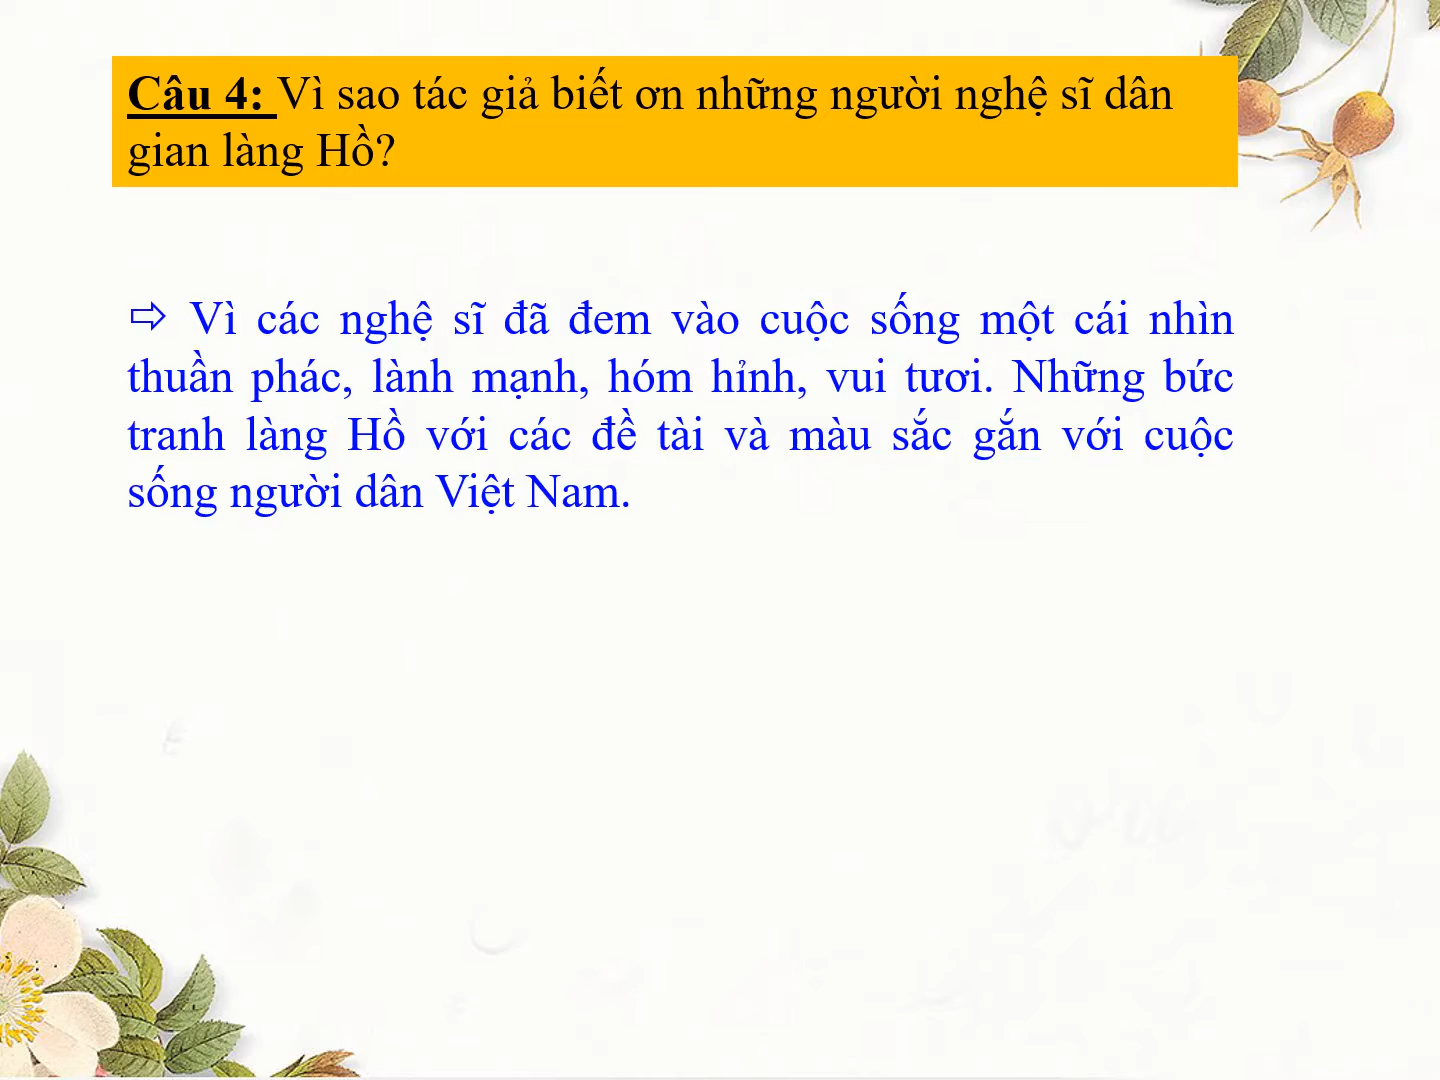 Câu 4: Vì sao tác giả biết ơn những người nghệ sĩ dân
gian làng Hồ?
⇨ Vì các nghệ sĩ đã đem vào cuộc sống một cái nhìn
thuần phác, lành mạnh, hóm hỉnh, vui tươi. Những bức
tranh làng Hồ với các đề tài và màu sắc gắn với cuộc
sống người dân Việt Nam.